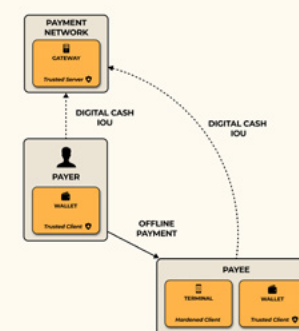 PAYMENT
NETWORK
GATEWAY
Trusted Server
DIGITAL CASH
IOU
DIGITAL CASH
IOU
PAYER
WALLET
Trusted Client
OFFLINE
PAYMENT
PAYEE
TERMINAL
WALLET
Hardened Client
Trusted Client